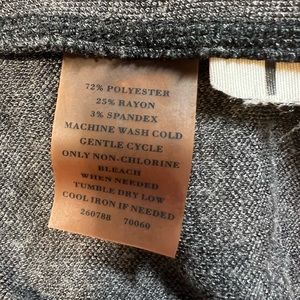 72% POLYESTER
25% RAYON
3% SPANDEX
MACHINE WASH COLD
GENTLE CYCLE
ONLY NON-CHLORINE
BLEACH
WHEN NEEDED
TUMBLE DRY LOW
COOL IRON IF NEEDED
260788 70060